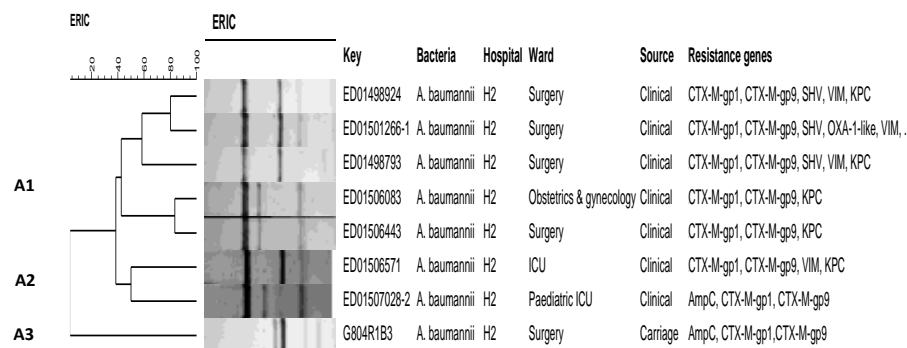 ERIC
ERIC
20 40 60 80 100
Key Bacteria Hospital Ward Source Resistance genes
ED01498924 A. baumannii H2 Surgery Clinical CTX-M-gp1, CTX-M-gp9, SHV, VIM, KPC
ED01501266-1 A. baumannii H2 Surgery Clinical CTX-M-gp1, CTX-M-gp9, SHV, OXA-1-like, VIM, .
ED01498793 A. baumannii H2 Surgery Clinical CTX-M-gp1, CTX-M-gp9, SHV, VIM, KPC
A1
ED01506083 A. baumannii H2 Obstetrics & gynecology Clinical CTX-M-gp1, CTX-M-gp9, KPC
ED01506443 A. baumannii H2 Surgery Clinical CTX-M-gp1, CTX-M-gp9, KPC
ED01506571 A. baumannii H2 ICU Clinical CTX-M-gp1, CTX-M-gp9, VIM, KPC
A2
ED01507028-2 A. baumannii H2 Paediatric ICU Clinical AmpC, CTX-M-gp1, CTX-M-gp9
A3 G804R1B3 A. baumannii H2 Surgery Carriage AmpC, CTX-M-gp1,CTX-M-gp9